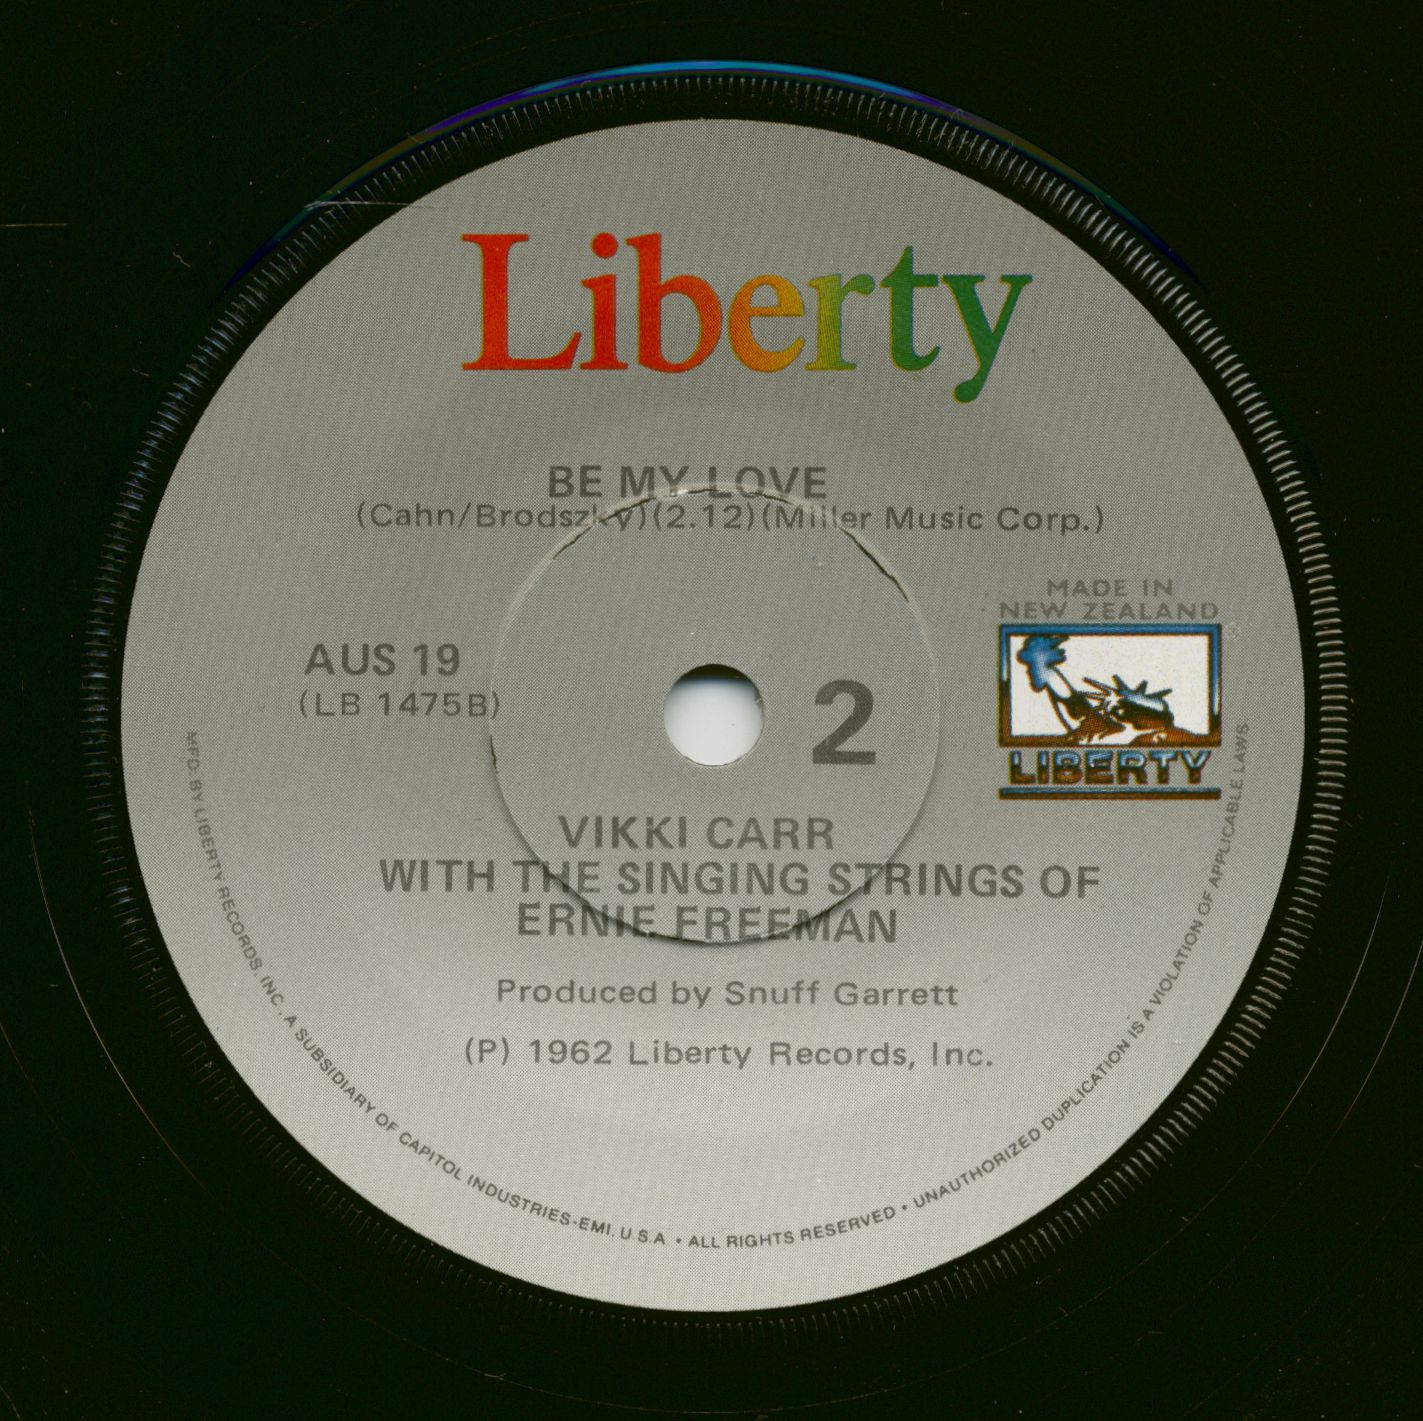 Liberty
BE MY LOVE
(Cahn/Brodszky)(2.12)(Miller Music Corp.)
MADE IN
NEW ZEALAND
LIBERTY
AUS 19
(LB 1475B)
2
VIKKI CARR
WITH THE SINGING STRINGS OF
ERNIE FREEMAN
Produced by Snuff Garrett
(P) 1962 Liberty Records, Inc.
MFD. BY LIBERTY RECORDS, INC., A SUBSIDIARY OF CAPITOL INDUSTRIES-EMI, U.S.A • ALL RIGHTS RESERVED • UNAUTHORIZED DUPLICATION IS A VIOLATION OF APPLICABLE LAWS